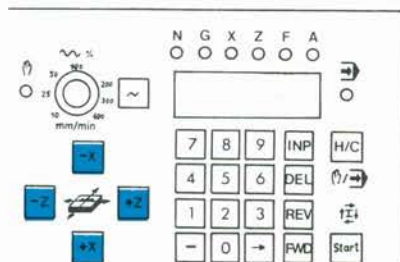 N G X Z F A
%
50 100
25 200
300
10 400
mm/min
~
7 8 9 INP H/C
4 5 6 DEL
1 2 3 REV
- 0 → FWD Start
-X
-Z +Z
+X